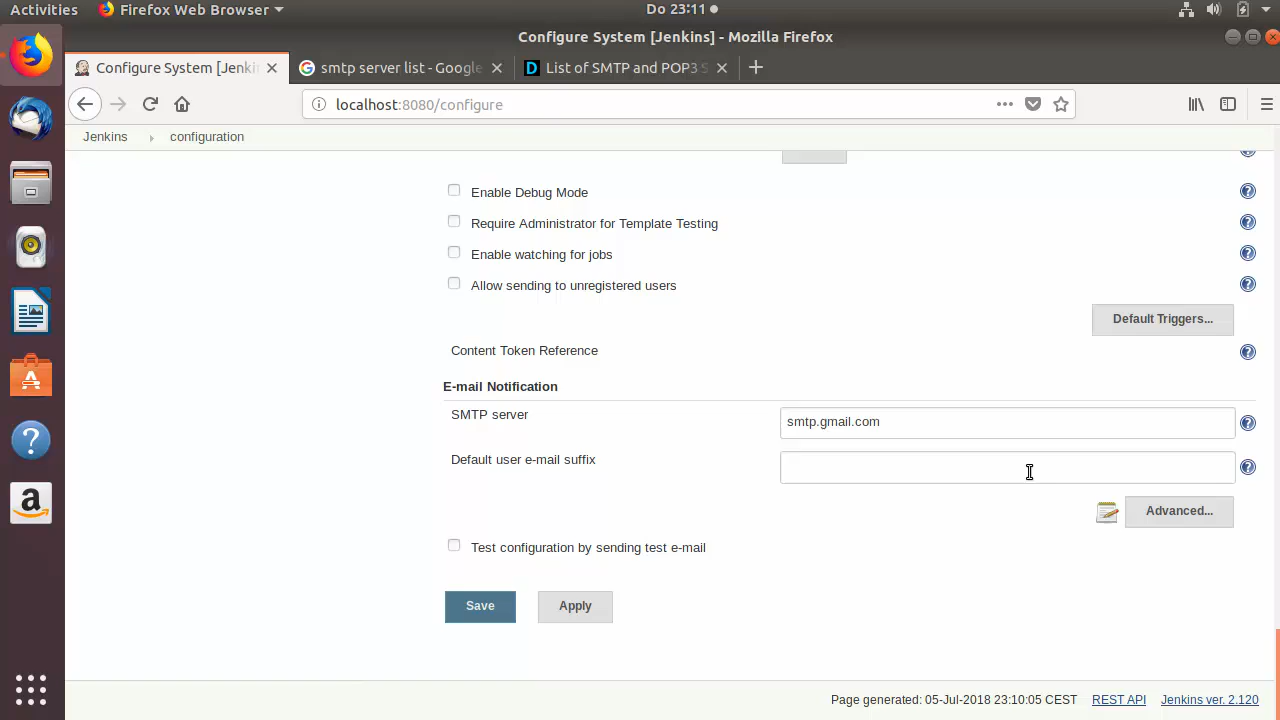 Activities Firefox Web Browser Do 23:11
Configure System [Jenkins] - Mozilla Firefox
Configure System [Jenki smtp server list - Google List of SMTP and POP3 S
localhost:8080/configure
Jenkins configuration
Enable Debug Mode
Require Administrator for Template Testing
Enable watching for jobs
Allow sending to unregistered users
Default Triggers...
Content Token Reference
E-mail Notification
SMTP server smtp.gmail.com
Default user e-mail suffix
Advanced...
Test configuration by sending test e-mail
Save Apply
Page generated: 05-Jul-2018 23:10:05 CEST REST API Jenkins ver. 2.120